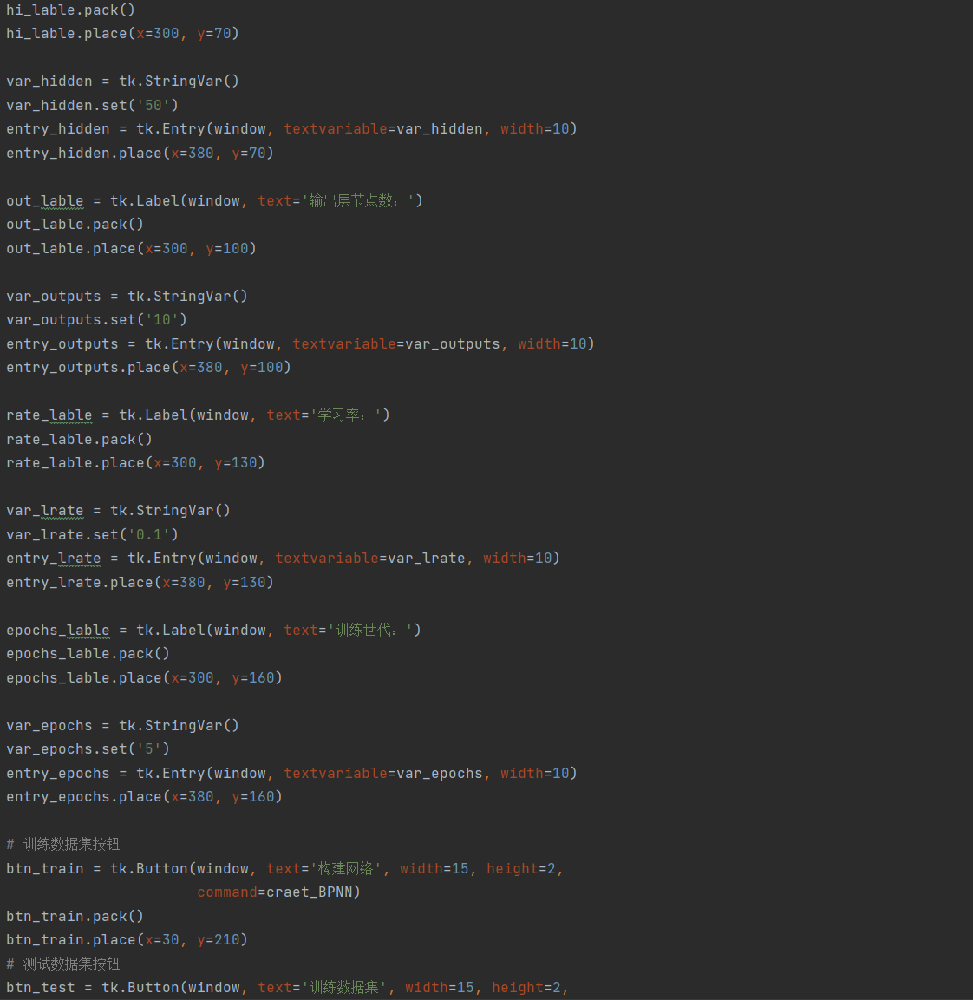 hi_lable.pack()
hi_lable.place(x=300, y=70)
var_hidden = tk.StringVar()
var_hidden.set('50')
entry_hidden = tk.Entry(window, textvariable=var_hidden, width=10)
entry_hidden.place(x=380, y=70)
out_lable = tk.Label(window, text='输出层节点数：')
out_lable.pack()
out_lable.place(x=300, y=100)
var_outputs = tk.StringVar()
var_outputs.set('10')
entry_outputs = tk.Entry(window, textvariable=var_outputs, width=10)
entry_outputs.place(x=380, y=100)
rate_lable = tk.Label(window, text='学习率：')
rate_lable.pack()
rate_lable.place(x=300, y=130)
var_lrate = tk.StringVar()
var_lrate.set('0.1')
entry_lrate = tk.Entry(window, textvariable=var_lrate, width=10)
entry_lrate.place(x=380, y=130)
epochs_lable = tk.Label(window, text='训练世代：')
epochs_lable.pack()
epochs_lable.place(x=300, y=160)
var_epochs = tk.StringVar()
var_epochs.set('5')
entry_epochs = tk.Entry(window, textvariable=var_epochs, width=10)
entry_epochs.place(x=380, y=160)
# 训练数据集按钮
btn_train = tk.Button(window, text='构建网络', width=15, height=2,
command=craet_BPNN)
btn_train.pack()
btn_train.place(x=30, y=210)
# 测试数据集按钮
btn_test = tk.Button(window, text='训练数据集', width=15, height=2,